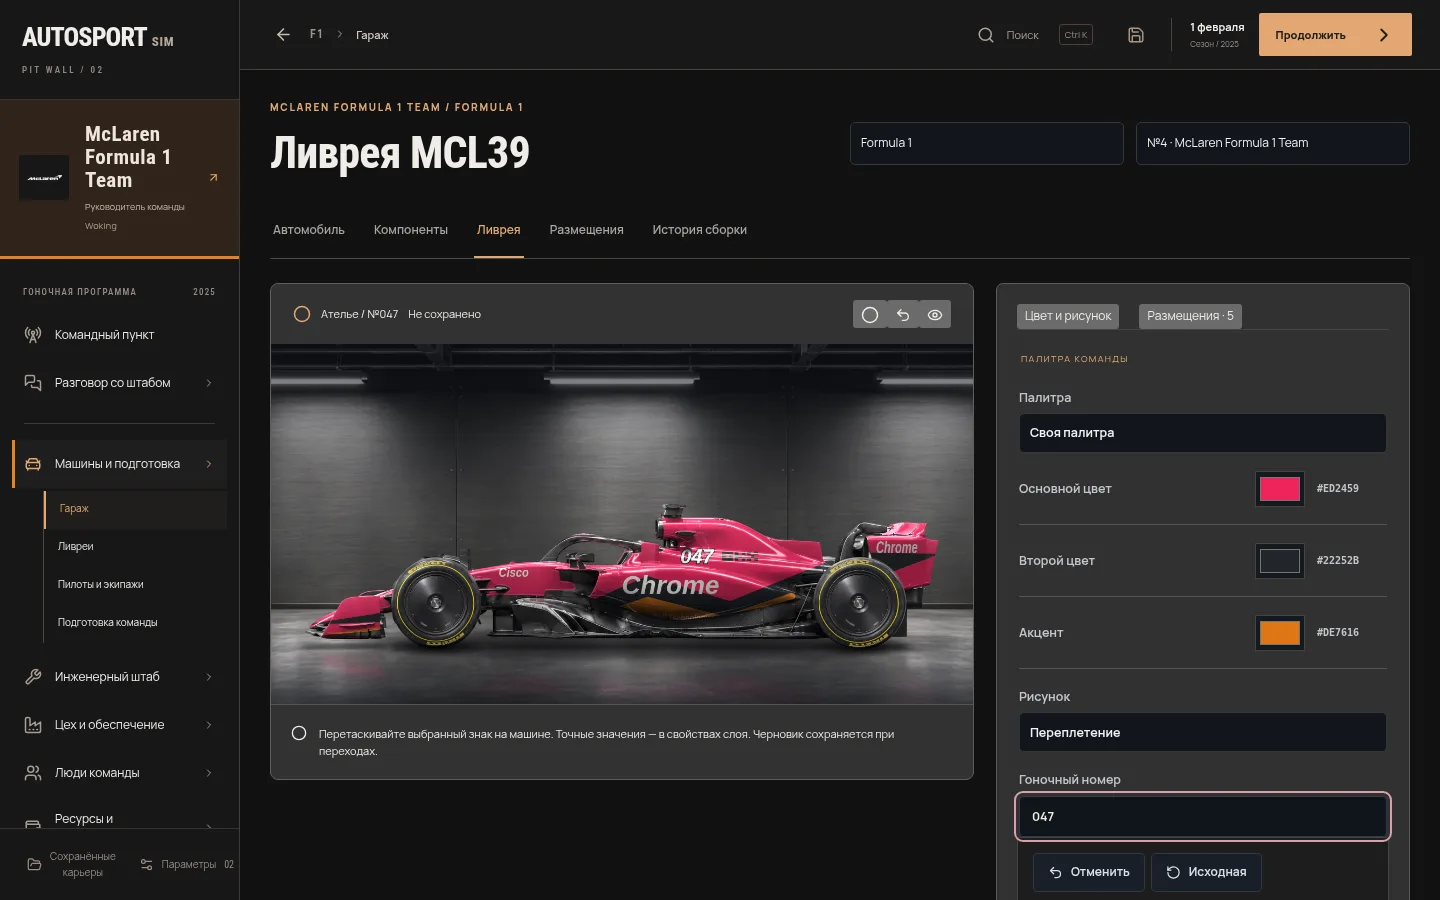 AUTOSPORT SIM
PIT WALL / 02
McLaren
McLaren
Formula 1
Team
Руководитель команды
Woking
ГОНОЧНАЯ ПРОГРАММА 2025
Командный пункт
Разговор со штабом
Машины и подготовка
Гараж
Ливреи
Пилоты и экипажи
Подготовка команды
Инженерный штаб
Цех и обеспечение
Люди команды
Ресурсы и
Сохранённые
карьеры
Параметры 02
F1 Гараж
Поиск Ctrl K
1 февраля
Сезон / 2025
Продолжить
MCLAREN FORMULA 1 TEAM / FORMULA 1
Ливрея MCL39
Formula 1
№4 · McLaren Formula 1 Team
Автомобиль Компоненты Ливрея Размещения История сборки
Ателье / №047 Не сохранено
Chrome
047
Cisco
Chrome
Перетаскивайте выбранный знак на машине. Точные значения — в свойствах слоя. Черновик сохраняется при
переходах.
Цвет и рисунок Размещения · 5
ПАЛИТРА КОМАНДЫ
Палитра
Своя палитра
Основной цвет #ED2459
Второй цвет #22252B
Акцент #DE7616
Рисунок
Переплетение
Гоночный номер
047
Отменить Исходная